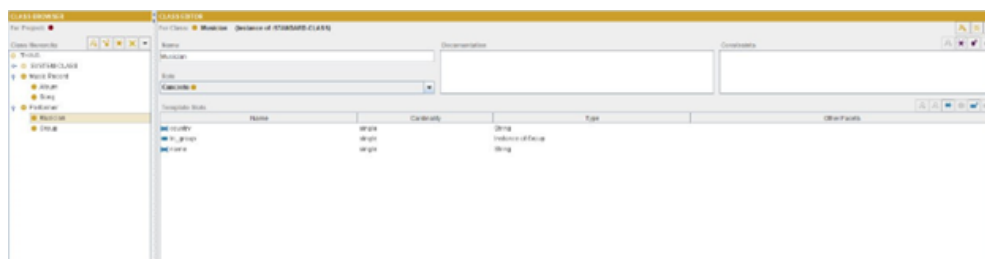 CLASS BROWSER
For Project:
Class Hierarchy
THING
SYSTEM-CLASS
Music Record
Album
Song
Performer
Musician
Group
CLASS EDITOR
For Class: Musician (instance of :STANDARD-CLASS)
Name
Documentation
Constraints
Musician
Role
Concrete
Template Slots
Name Cardinality Type Other Facets
country single String
in_group single Instance of Group
name single String